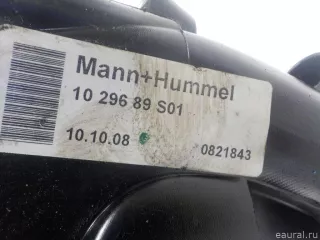 Mann+Hummel
10 296 89 S01
10.10.08
0821843
eaural.ru